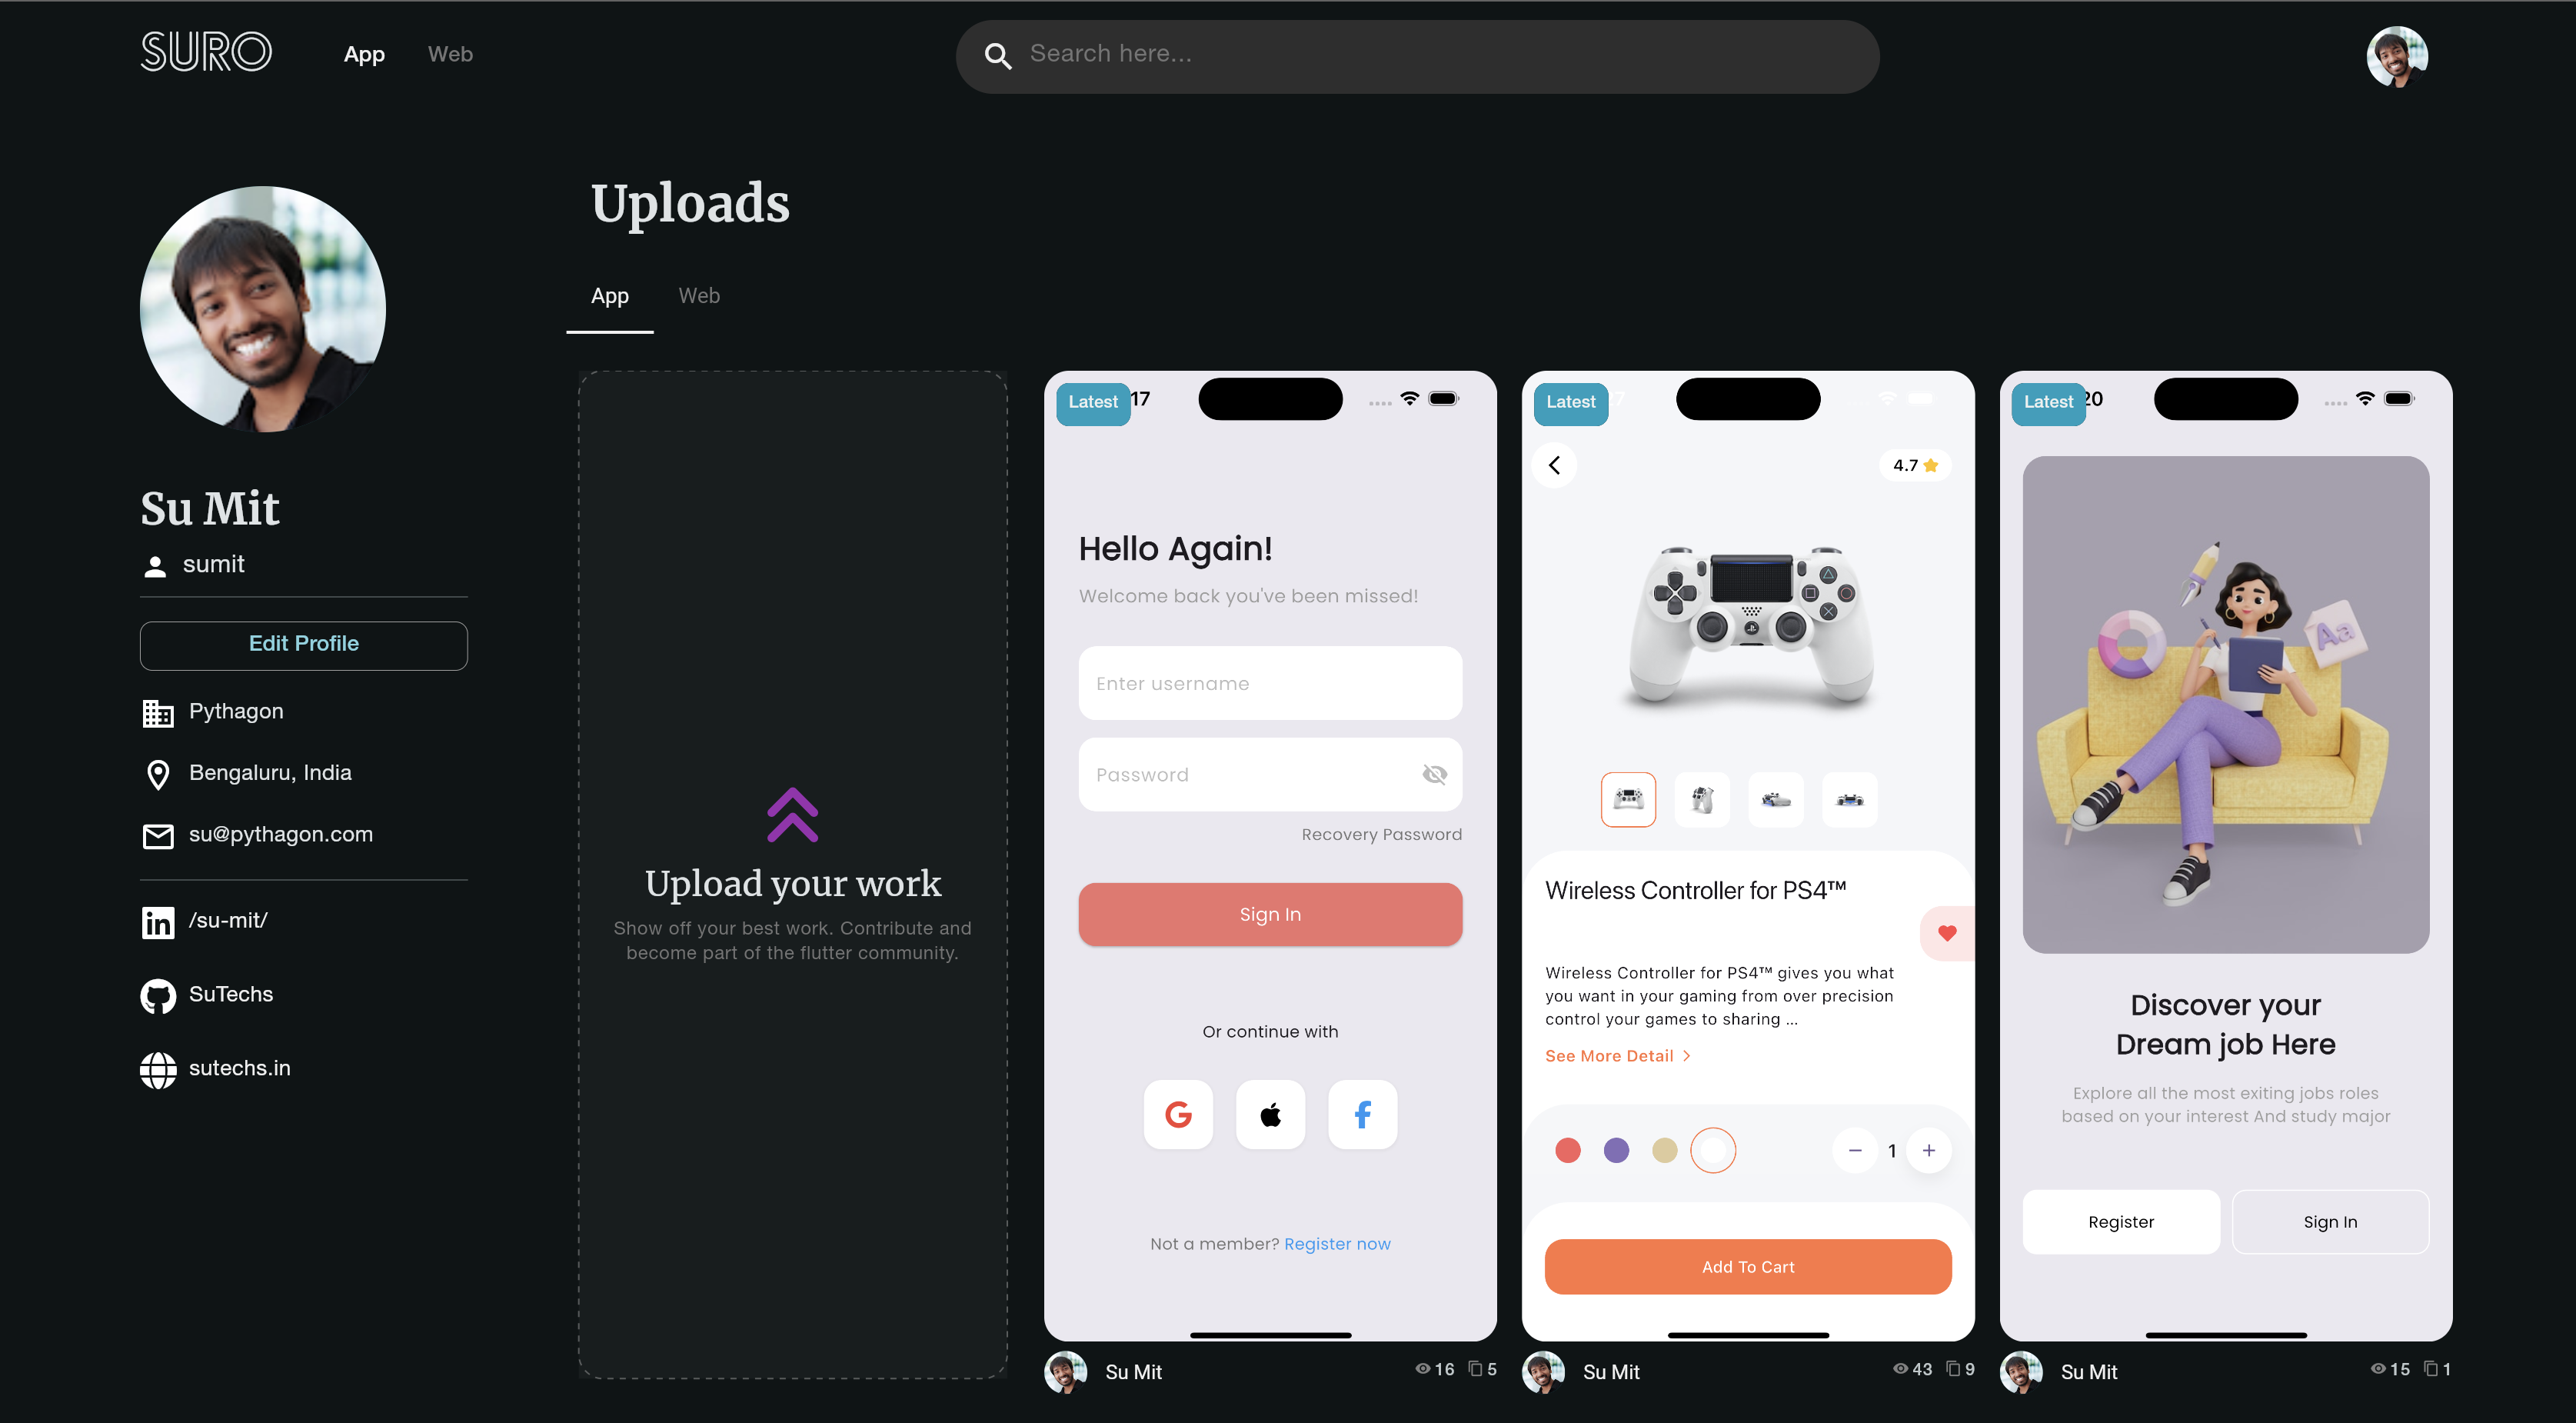 SURO
App
Web
Search here...
Su Mit
sumit
Edit Profile
Pythagon
Bengaluru, India
su@pythagon.com
/su-mit/
SuTechs
sutechs.in
Uploads
App
Web
Upload your work
Show off your best work. Contribute and
become part of the flutter community.
Latest
17
Hello Again!
Welcome back you've been missed!
Enter username
Password
Recovery Password
Sign In
Or continue with
Not a member? Register now
Su Mit
16
5
Latest
4.7
Wireless Controller for PS4™
Wireless Controller for PS4™ gives you what
you want in your gaming from over precision
control your games to sharing ...
See More Detail
1
Add To Cart
Su Mit
43
9
Latest
20
Aa
Discover your
Dream job Here
Explore all the most exiting jobs roles
based on your interest And study major
Register
Sign In
Su Mit
15
1